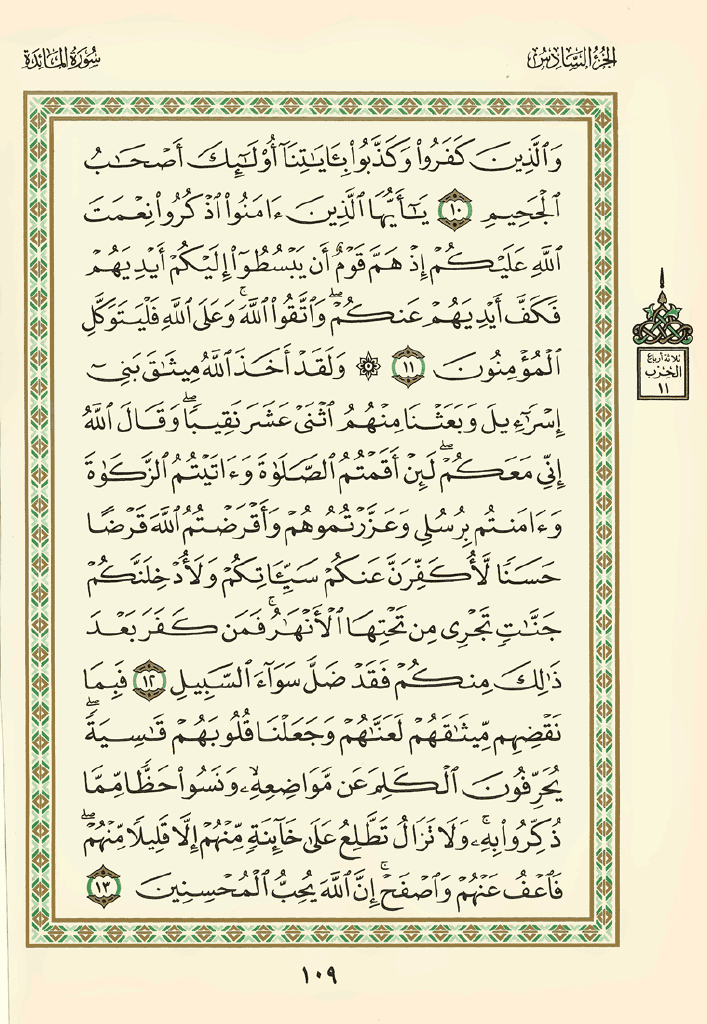 الجزء السادس
سورة المائدة
وَٱلَّذِينَ كَفَرُوا۟ وَكَذَّبُوا۟ بِـَٔايَـٰتِنَآ أُو۟لَـٰٓئِكَ أَصْحَـٰبُ
ٱلْجَحِيمِ ١٠ يَـٰٓأَيُّهَا ٱلَّذِينَ ءَامَنُوا۟ ٱذْكُرُوا۟ نِعْمَتَ
ٱللَّهِ عَلَيْكُمْ إِذْ هَمَّ قَوْمٌ أَن يَبْسُطُوٓا۟ إِلَيْكُمْ أَيْدِيَهُمْ
فَكَفَّ أَيْدِيَهُمْ عَنكُمْ ۖ وَٱتَّقُوا۟ ٱللَّهَ ۚ وَعَلَى ٱللَّهِ فَلْيَتَوَكَّلِ
ٱلْمُؤْمِنُونَ ١١ ۞ وَلَقَدْ أَخَذَ ٱللَّهُ مِيثَـٰقَ بَنِىٓ
إِسْرَٰٓءِيلَ وَبَعَثْنَا مِنْهُمُ ٱثْنَىْ عَشَرَ نَقِيبًا ۖ وَقَالَ ٱللَّهُ
إِنِّى مَعَكُمْ ۖ لَئِنْ أَقَمْتُمُ ٱلصَّلَوٰةَ وَءَاتَيْتُمُ ٱلزَّكَوٰةَ
وَءَامَنتُم بِرُسُلِى وَعَزَّرْتُمُوهُمْ وَأَقْرَضْتُمُ ٱللَّهَ قَرْضًا
حَسَنًا لَّأُكَفِّرَنَّ عَنكُمْ سَيِّـَٔاتِكُمْ وَلَأُدْخِلَنَّكُمْ
جَنَّـٰتٍ تَجْرِى مِن تَحْتِهَا ٱلْأَنْهَـٰرُ ۚ فَمَن كَفَرَ بَعْدَ
ذَٰلِكَ مِنكُمْ فَقَدْ ضَلَّ سَوَآءَ ٱلسَّبِيلِ ١٢ فَبِمَا
نَقْضِهِم مِّيثَـٰقَهُمْ لَعَنَّـٰهُمْ وَجَعَلْنَا قُلُوبَهُمْ قَـٰسِيَةً ۖ
يُحَرِّفُونَ ٱلْكَلِمَ عَن مَّوَاضِعِهِۦ ۙ وَنَسُوا۟ حَظًّا مِّمَّا
ذُكِّرُوا۟ بِهِۦ ۚ وَلَا تَزَالُ تَطَّلِعُ عَلَىٰ خَآئِنَةٍ مِّنْهُمْ إِلَّا قَلِيلًا مِّنْهُمْ ۖ
فَٱعْفُ عَنْهُمْ وَٱصْفَحْ ۚ إِنَّ ٱللَّهَ يُحِبُّ ٱلْمُحْسِنِينَ ١٣
ثلاثة أرباع
الحزب
١١
١٠٩